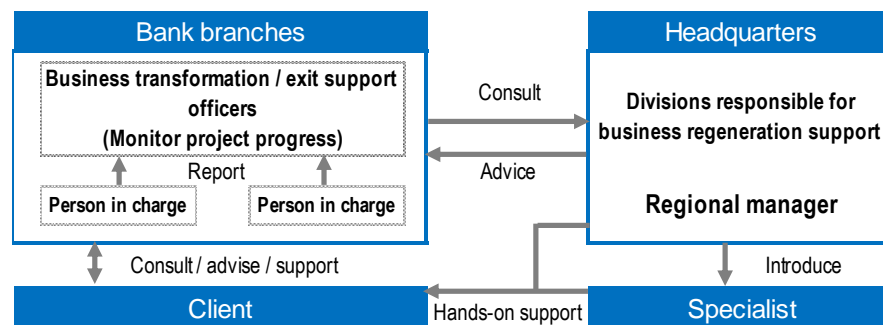 Bank branches
Business transformation / exit support
officers
(Monitor project progress)
Report
Person in charge
Person in charge
Consult
Advice
Headquarters
Divisions responsible for
business regeneration support
Regional manager
Consult / advise / support
Introduce
Client
Hands-on support
Specialist